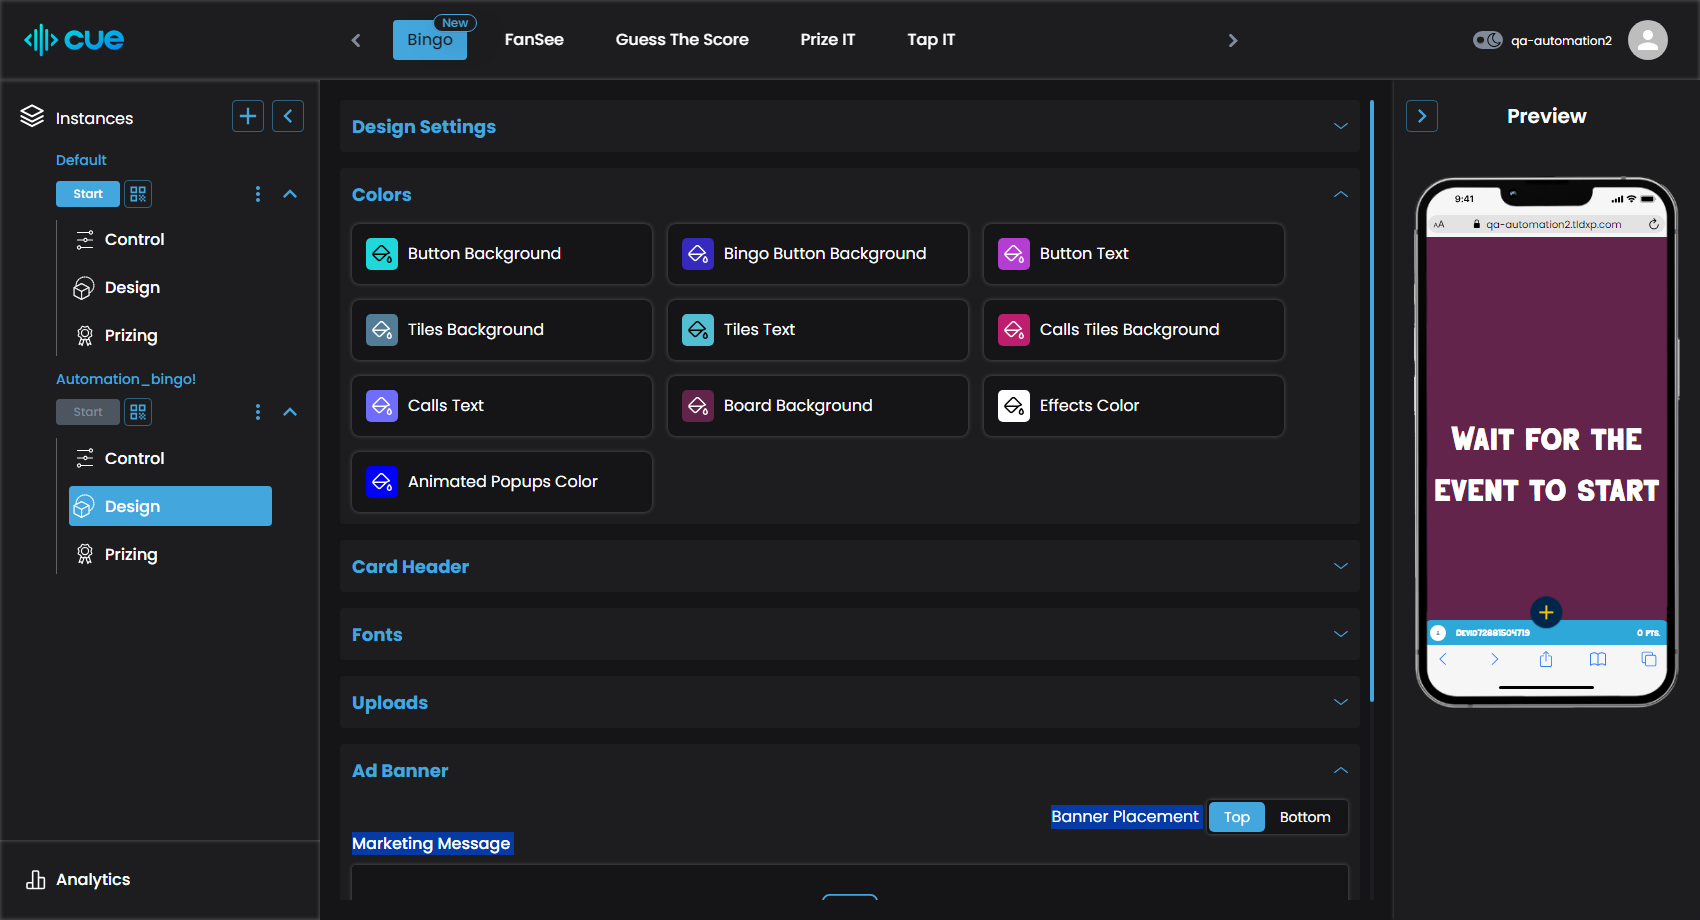 cue
Bingo
New
FanSee
Guess The Score
Prize IT
Tap IT
qa-automation2
Instances
Default
Start
Control
Design
Prizing
Automation_bingo!
Start
Control
Design
Prizing
Analytics
Design Settings
Colors
Button Background
Bingo Button Background
Button Text
Tiles Background
Tiles Text
Calls Tiles Background
Calls Text
Board Background
Effects Color
Animated Popups Color
Card Header
Fonts
Uploads
Ad Banner
Banner Placement
Top
Bottom
Marketing Message
Preview
9:41
AA
qa-automation2.tldxp.com
WAIT FOR THE
EVENT TO START
DEVID7288150471.9
0 PTS.